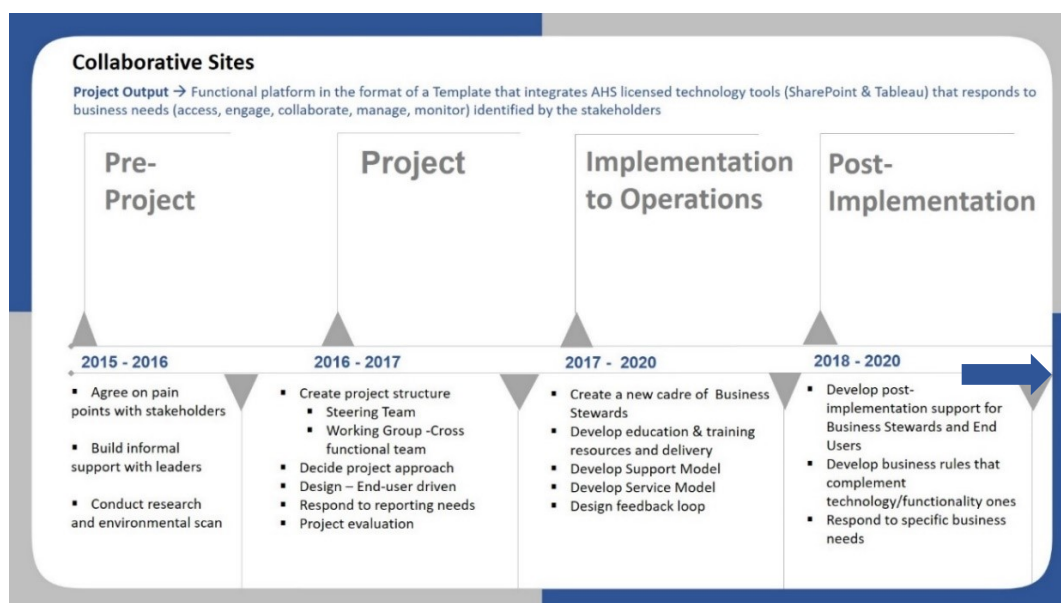 Collaborative Sites
Project Output → Functional platform in the format of a Template that integrates AHS licensed technology tools (SharePoint & Tableau) that responds to
business needs (access, engage, collaborate, manage, monitor) identified by the stakeholders
Pre-
Project
Project
Implementation
to Operations
Post-
Implementation
2015 - 2016
▪ Agree on pain
points with stakeholders
▪ Build informal
support with leaders
▪ Conduct research
and environmental scan
2016 - 2017
▪ Create project structure
▪ Steering Team
▪ Working Group -Cross
functional team
▪ Decide project approach
▪ Design – End-user driven
▪ Respond to reporting needs
▪ Project evaluation
2017 - 2020
▪ Create a new cadre of Business
Stewards
▪ Develop education & training
resources and delivery
▪ Develop Support Model
▪ Develop Service Model
▪ Design feedback loop
2018 - 2020
▪ Develop post-
implementation support for
Business Stewards and End
Users
▪ Develop business rules that
complement
technology/functionality ones
▪ Respond to specific business
needs